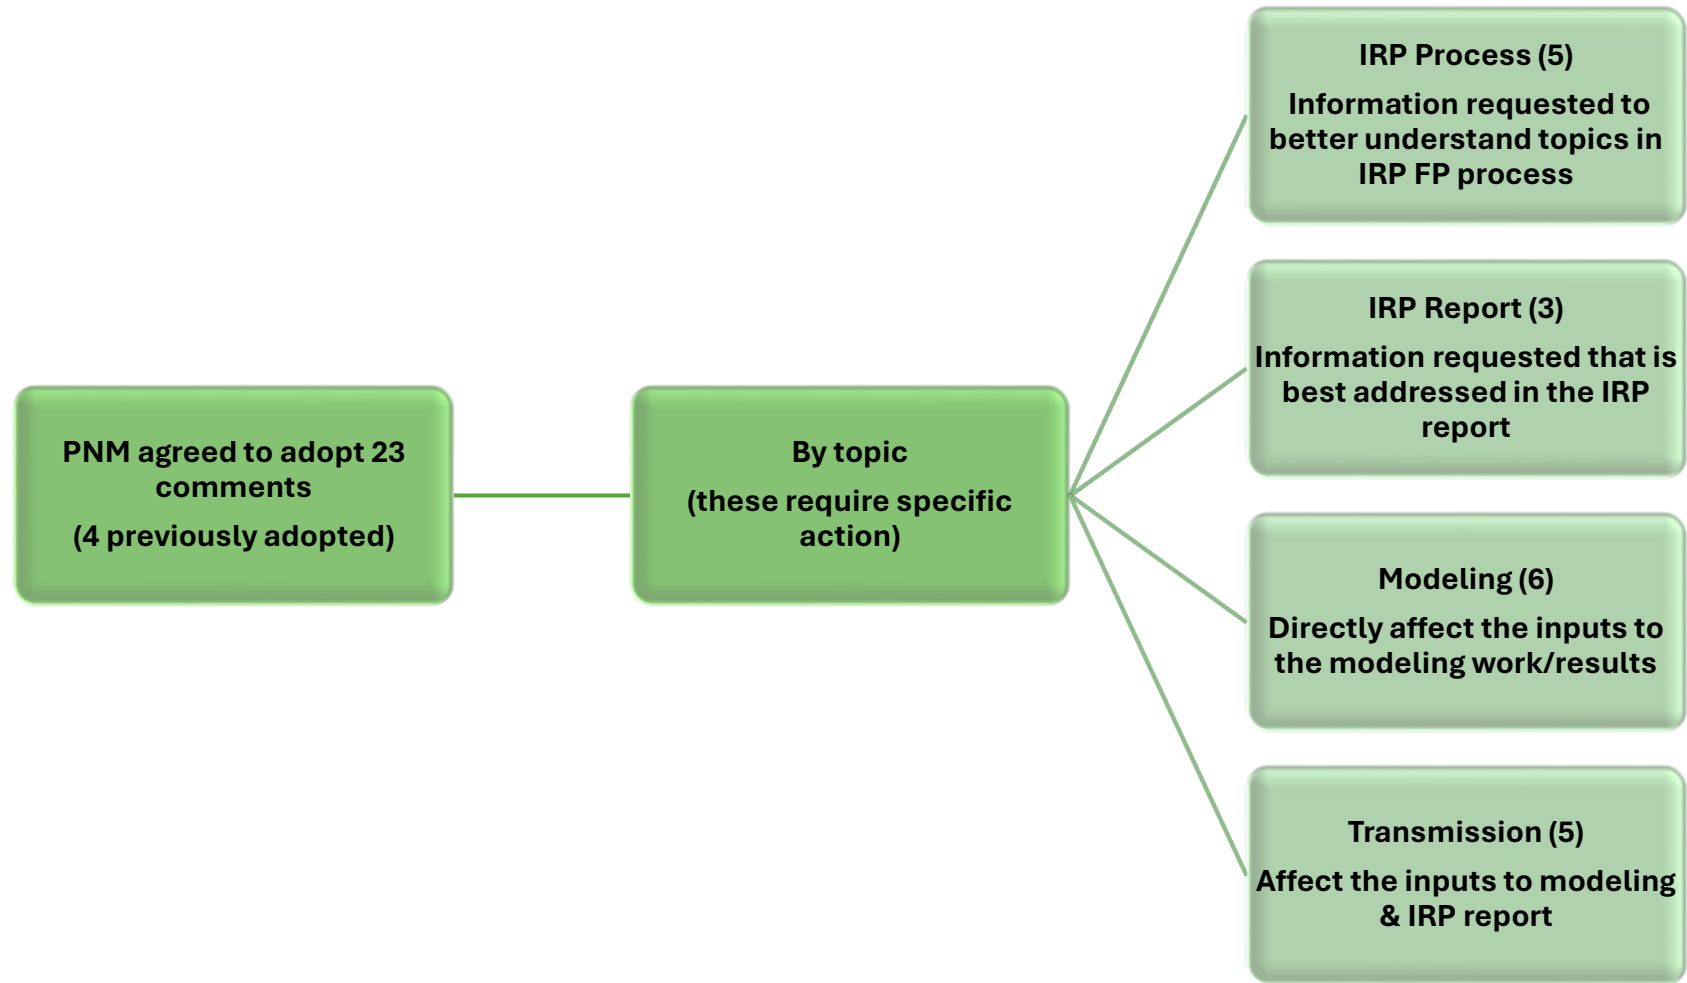 PNM agreed to adopt 23
comments
(4 previously adopted)
By topic
(these require specific
action)
IRP Process (5)
Information requested to
better understand topics in
IRP FP process
IRP Report (3)
Information requested that is
best addressed in the IRP
report
Modeling (6)
Directly affect the inputs to
the modeling work/results
Transmission (5)
Affect the inputs to modeling
& IRP report